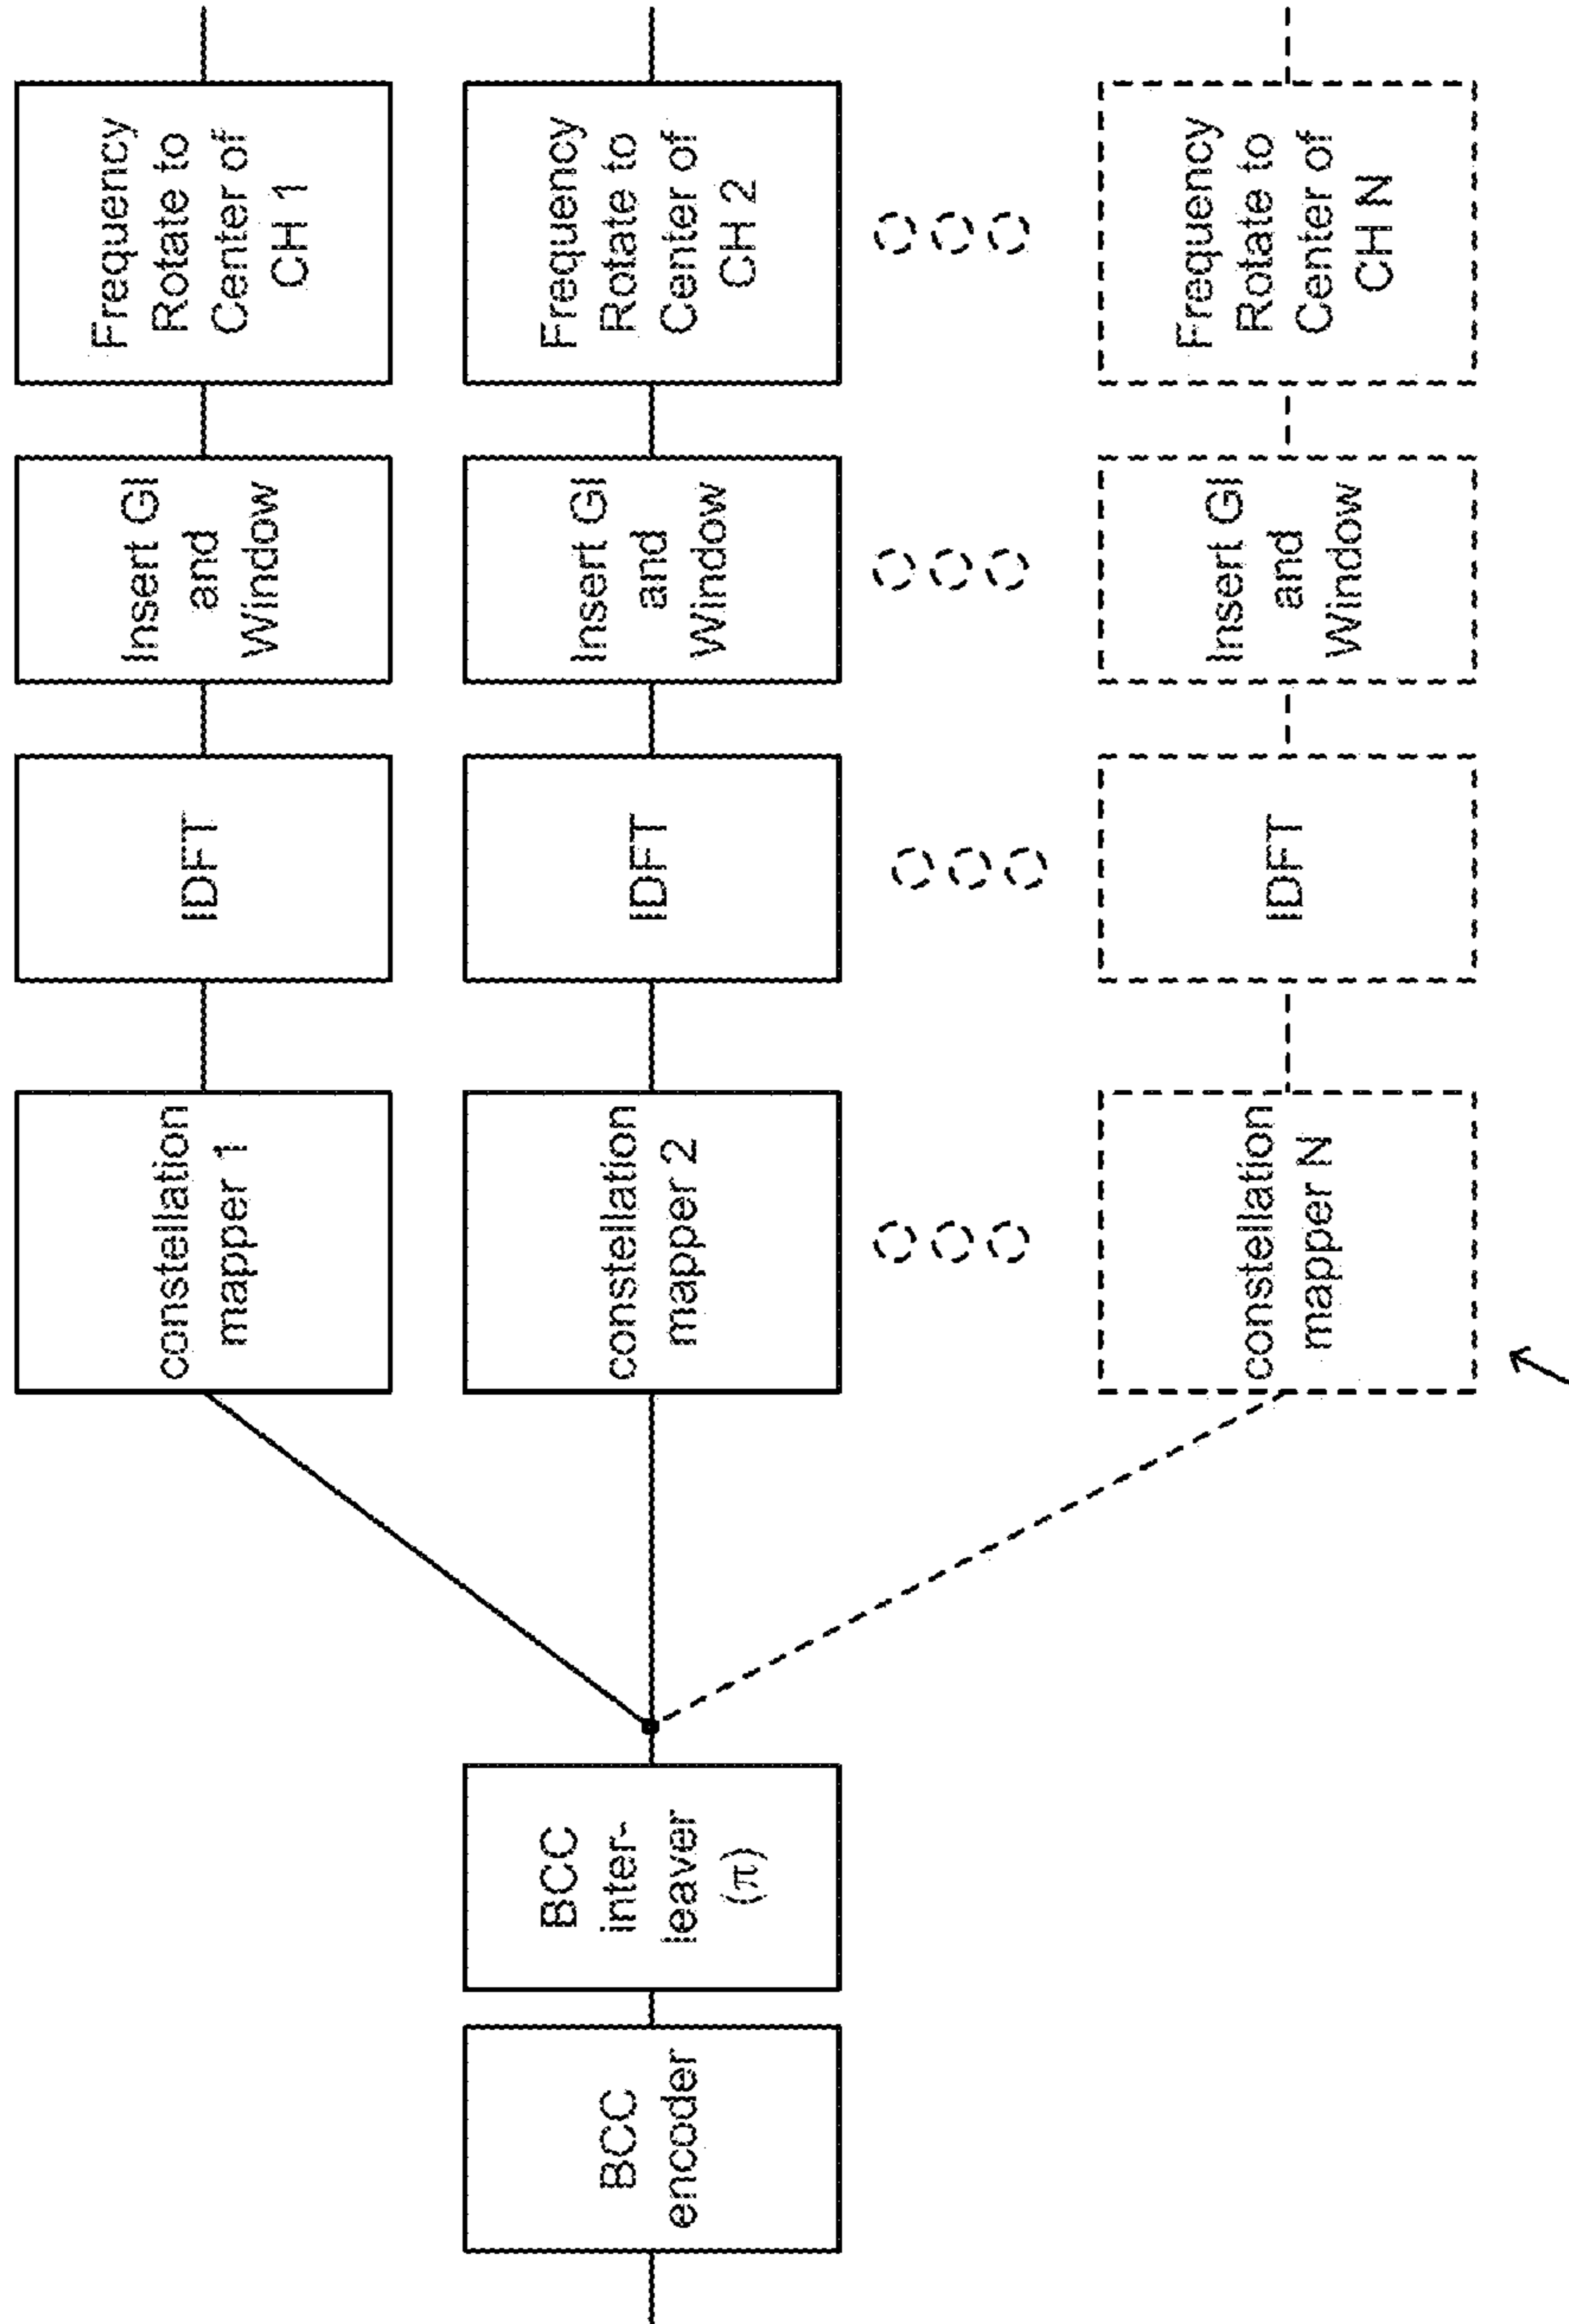 BCC
encoder
BCC
inter-
leaver
(π)
constellation
mapper 1
IDFT
Insert GI
and
Window
Frequency
Rotate to
Center of
CH 1
constellation
mapper 2
IDFT
Insert GI
and
Window
Frequency
Rotate to
Center of
CH 2
constellation
mapper N
IDFT
Insert GI
and
Window
Frequency
Rotate to
Center of
CH N